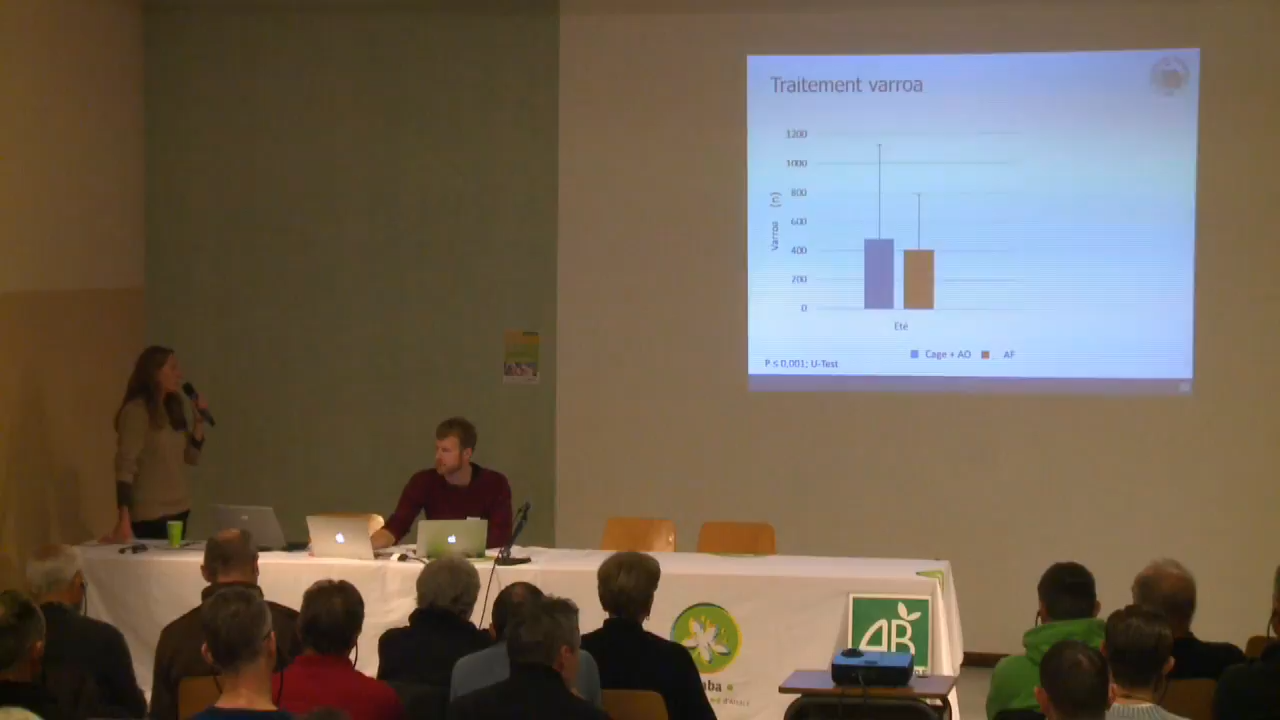 Traitement varroa
1200
1000
800
600
400
200
0
Varroa (n)
Eté
Cage + AO AF
P ≤ 0,001; U-Test
AB